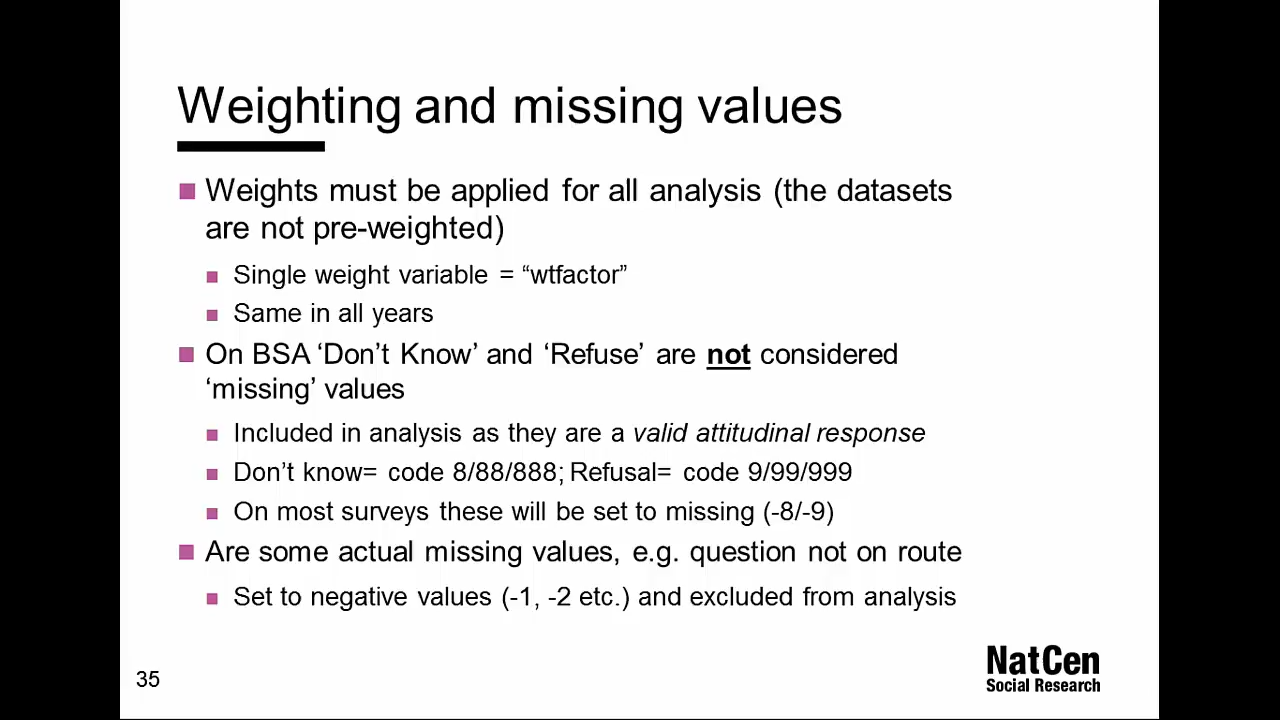 Weighting and missing values
Weights must be applied for all analysis (the datasets
are not pre-weighted)
Single weight variable = “wtfactor”
Same in all years
On BSA ‘Don’t Know’ and ‘Refuse’ are not considered
‘missing’ values
Included in analysis as they are a valid attitudinal response
Don’t know= code 8/88/888; Refusal= code 9/99/999
On most surveys these will be set to missing (-8/-9)
Are some actual missing values, e.g. question not on route
Set to negative values (-1, -2 etc.) and excluded from analysis
35
NatCen
Social Research